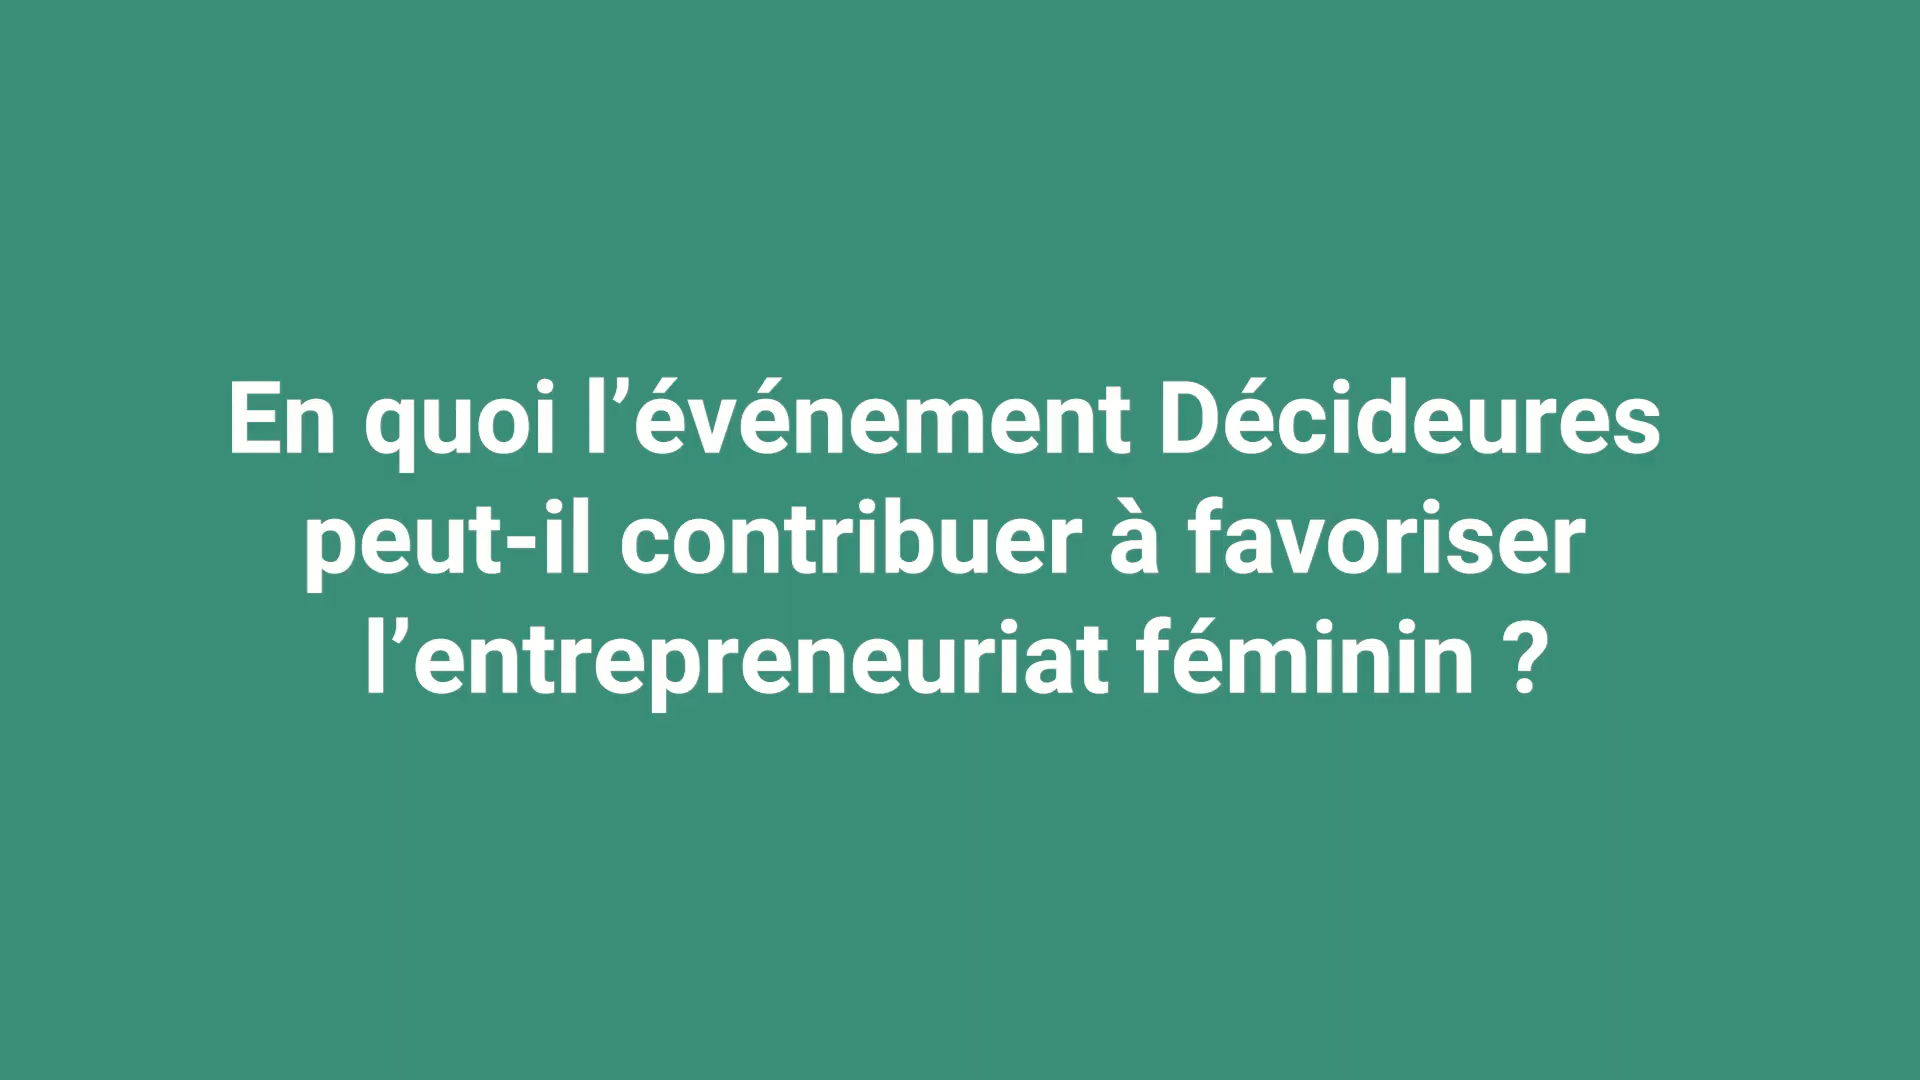 En quoi l’événement Décideures
peut-il contribuer à favoriser
l’entrepreneuriat féminin ?